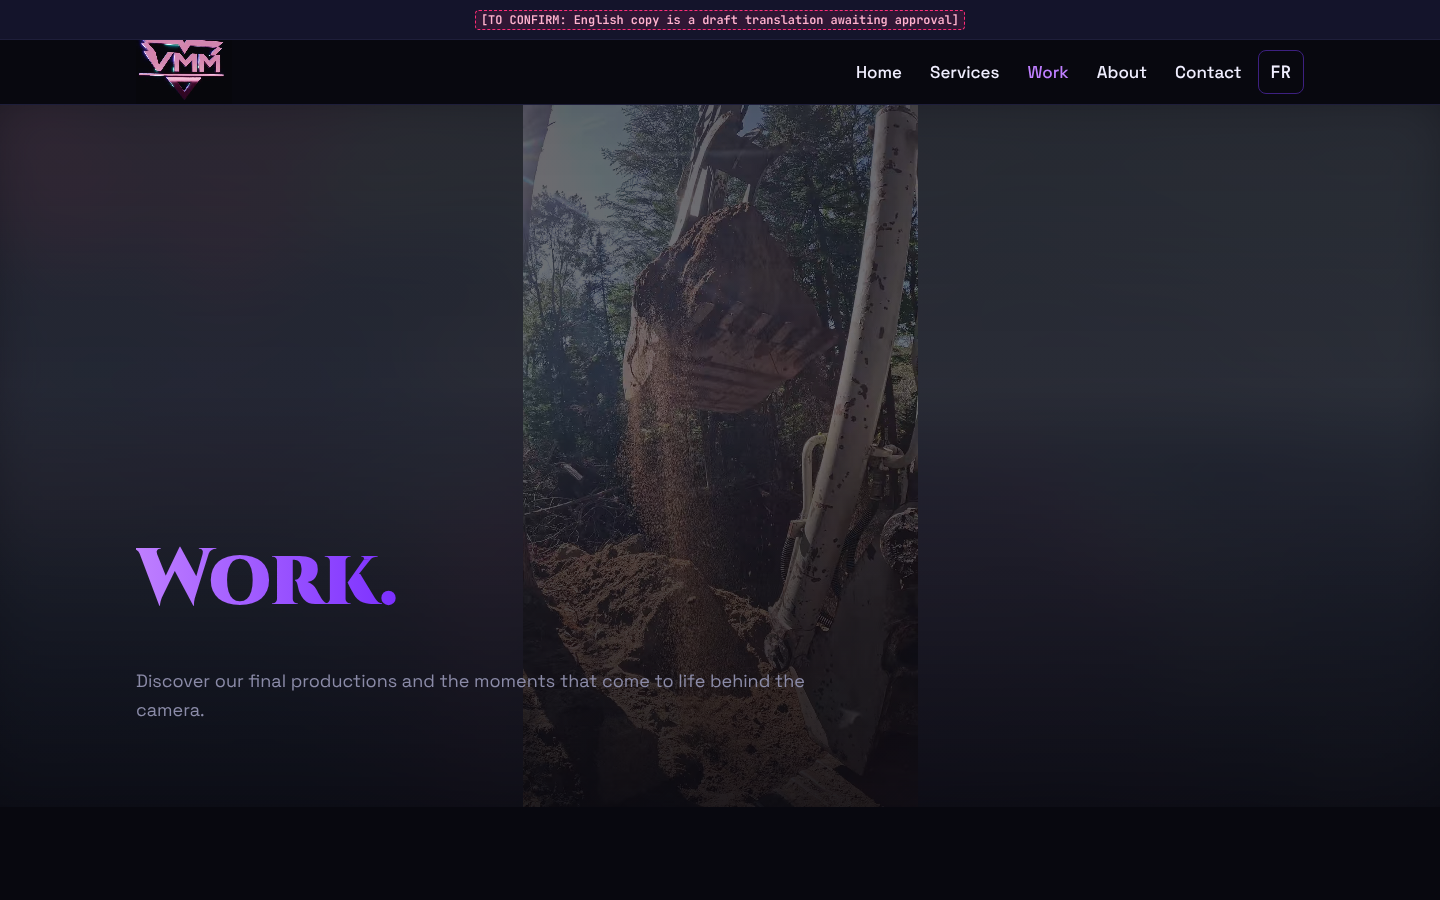 [TO CONFIRM: English copy is a draft translation awaiting approval]
VMM
Home Services Work About Contact FR
Work.
Discover our final productions and the moments that come to life behind the
camera.